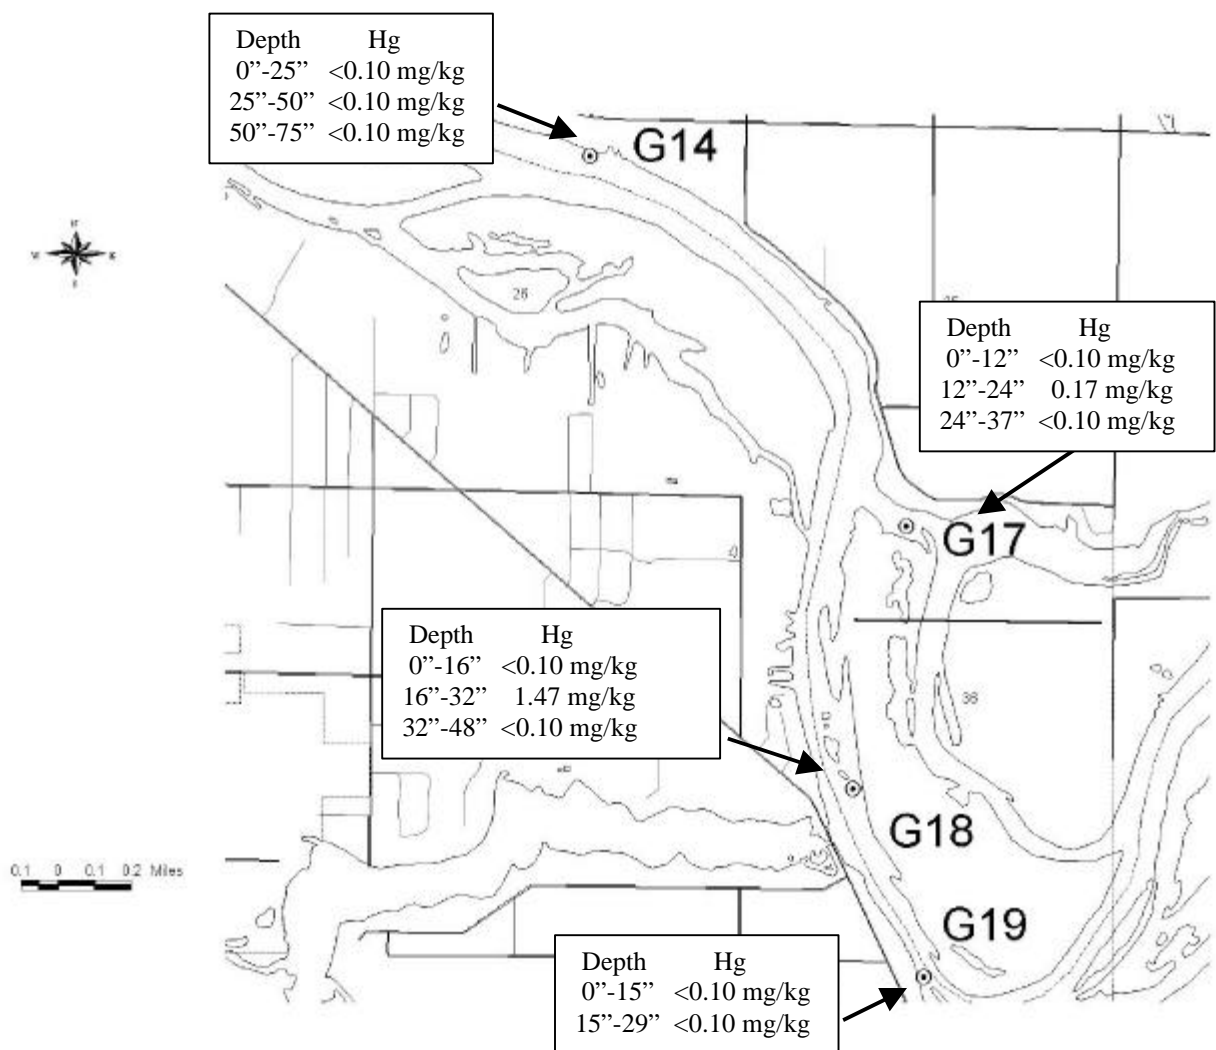 Depth Hg
0”-25” <0.10 mg/kg
25”-50” <0.10 mg/kg
50”-75” <0.10 mg/kg
G14
26
Depth Hg
0”-12” <0.10 mg/kg
12”-24” 0.17 mg/kg
24”-37” <0.10 mg/kg
G17
Depth Hg
0”-16” <0.10 mg/kg
16”-32” 1.47 mg/kg
32”-48” <0.10 mg/kg
36
G18
0.1 0 0.1 0.2 Miles
G19
Depth Hg
0”-15” <0.10 mg/kg
15”-29” <0.10 mg/kg